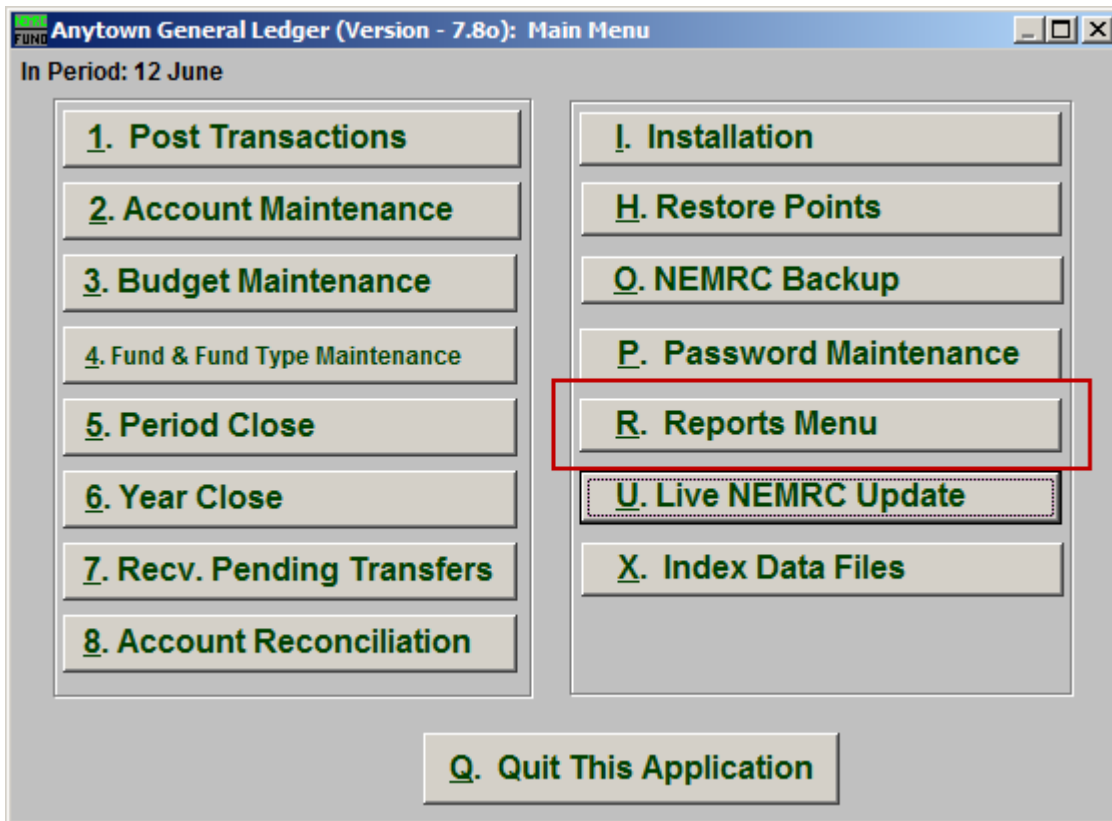 NEMRC
FUND
Anytown General Ledger (Version - 7.8o): Main Menu
In Period: 12 June
1. Post Transactions
2. Account Maintenance
3. Budget Maintenance
4. Fund & Fund Type Maintenance
5. Period Close
6. Year Close
7. Recv. Pending Transfers
8. Account Reconciliation
I. Installation
H. Restore Points
O. NEMRC Backup
P. Password Maintenance
R. Reports Menu
U. Live NEMRC Update
X. Index Data Files
Q. Quit This Application